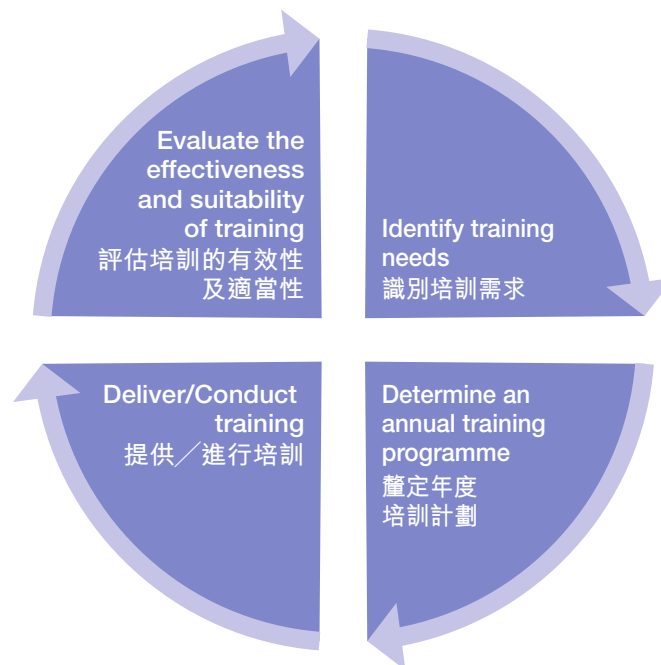 Evaluate the
effectiveness
and suitability
of training
評估培訓的有效性
及適當性
Identify training
needs
識別培訓需求
Deliver/Conduct
training
提供／進行培訓
Determine an
annual training
programme
釐定年度
培訓計劃